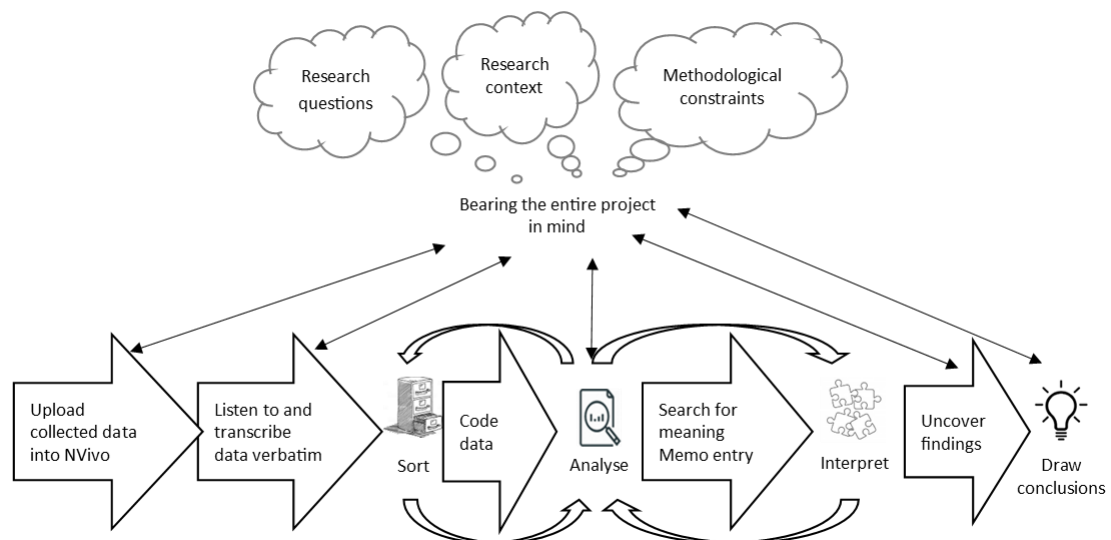 Research
questions
Research
context
Methodological
constraints
Bearing the entire project
in mind
Upload
collected data
into NVivo
Listen to and
transcribe
data verbatim
Sort
Code
data
Analyse
Search for
meaning
Memo entry
Interpret
Uncover
findings
Draw
conclusions